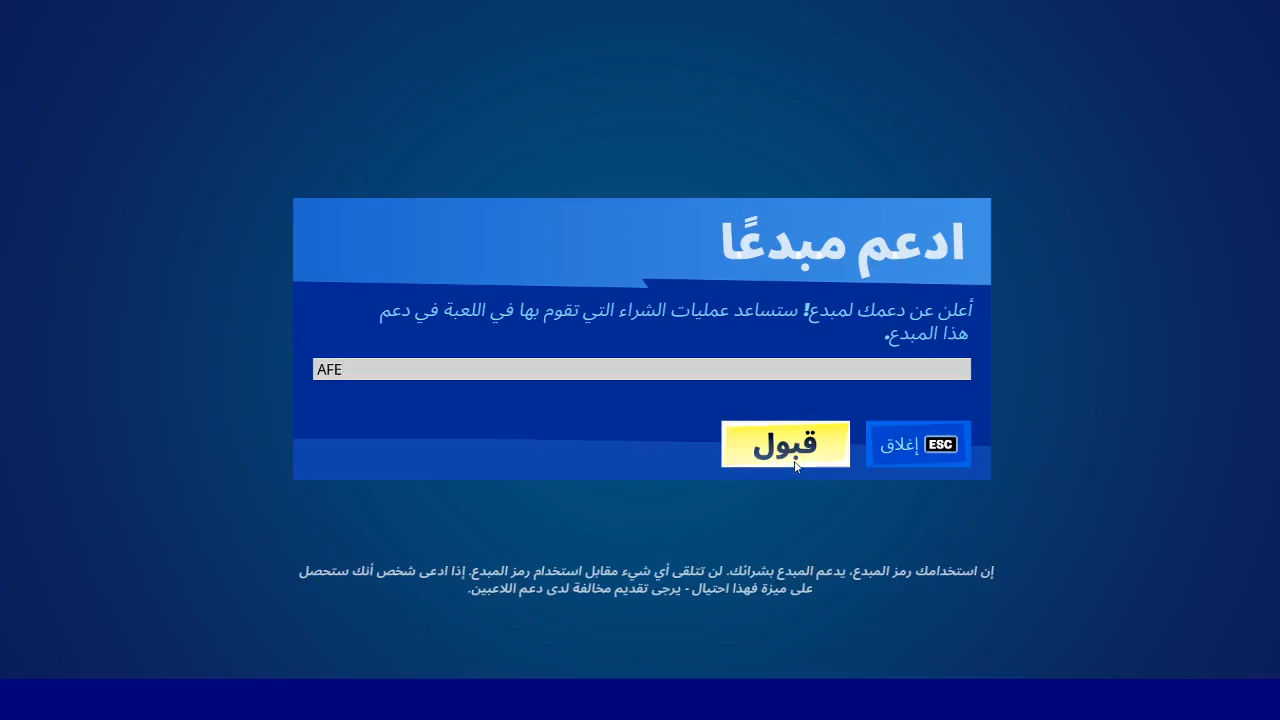 ادعم مبدعًا
أعلن عن دعمك لمبدع! ستساعد عمليات الشراء التي تقوم بها في اللعبة في دعم
هذا المبدع.
AFE
ESC إغلاق
قبول
إن استخدامك رمز المبدع، يدعم المبدع بشرائك. لن تتلقى أي شيء مقابل استخدام رمز المبدع. إذا ادعى شخص أنك ستحصل
على ميزة فهذا احتيال - يرجى تقديم مخالفة لدى دعم اللاعبين.